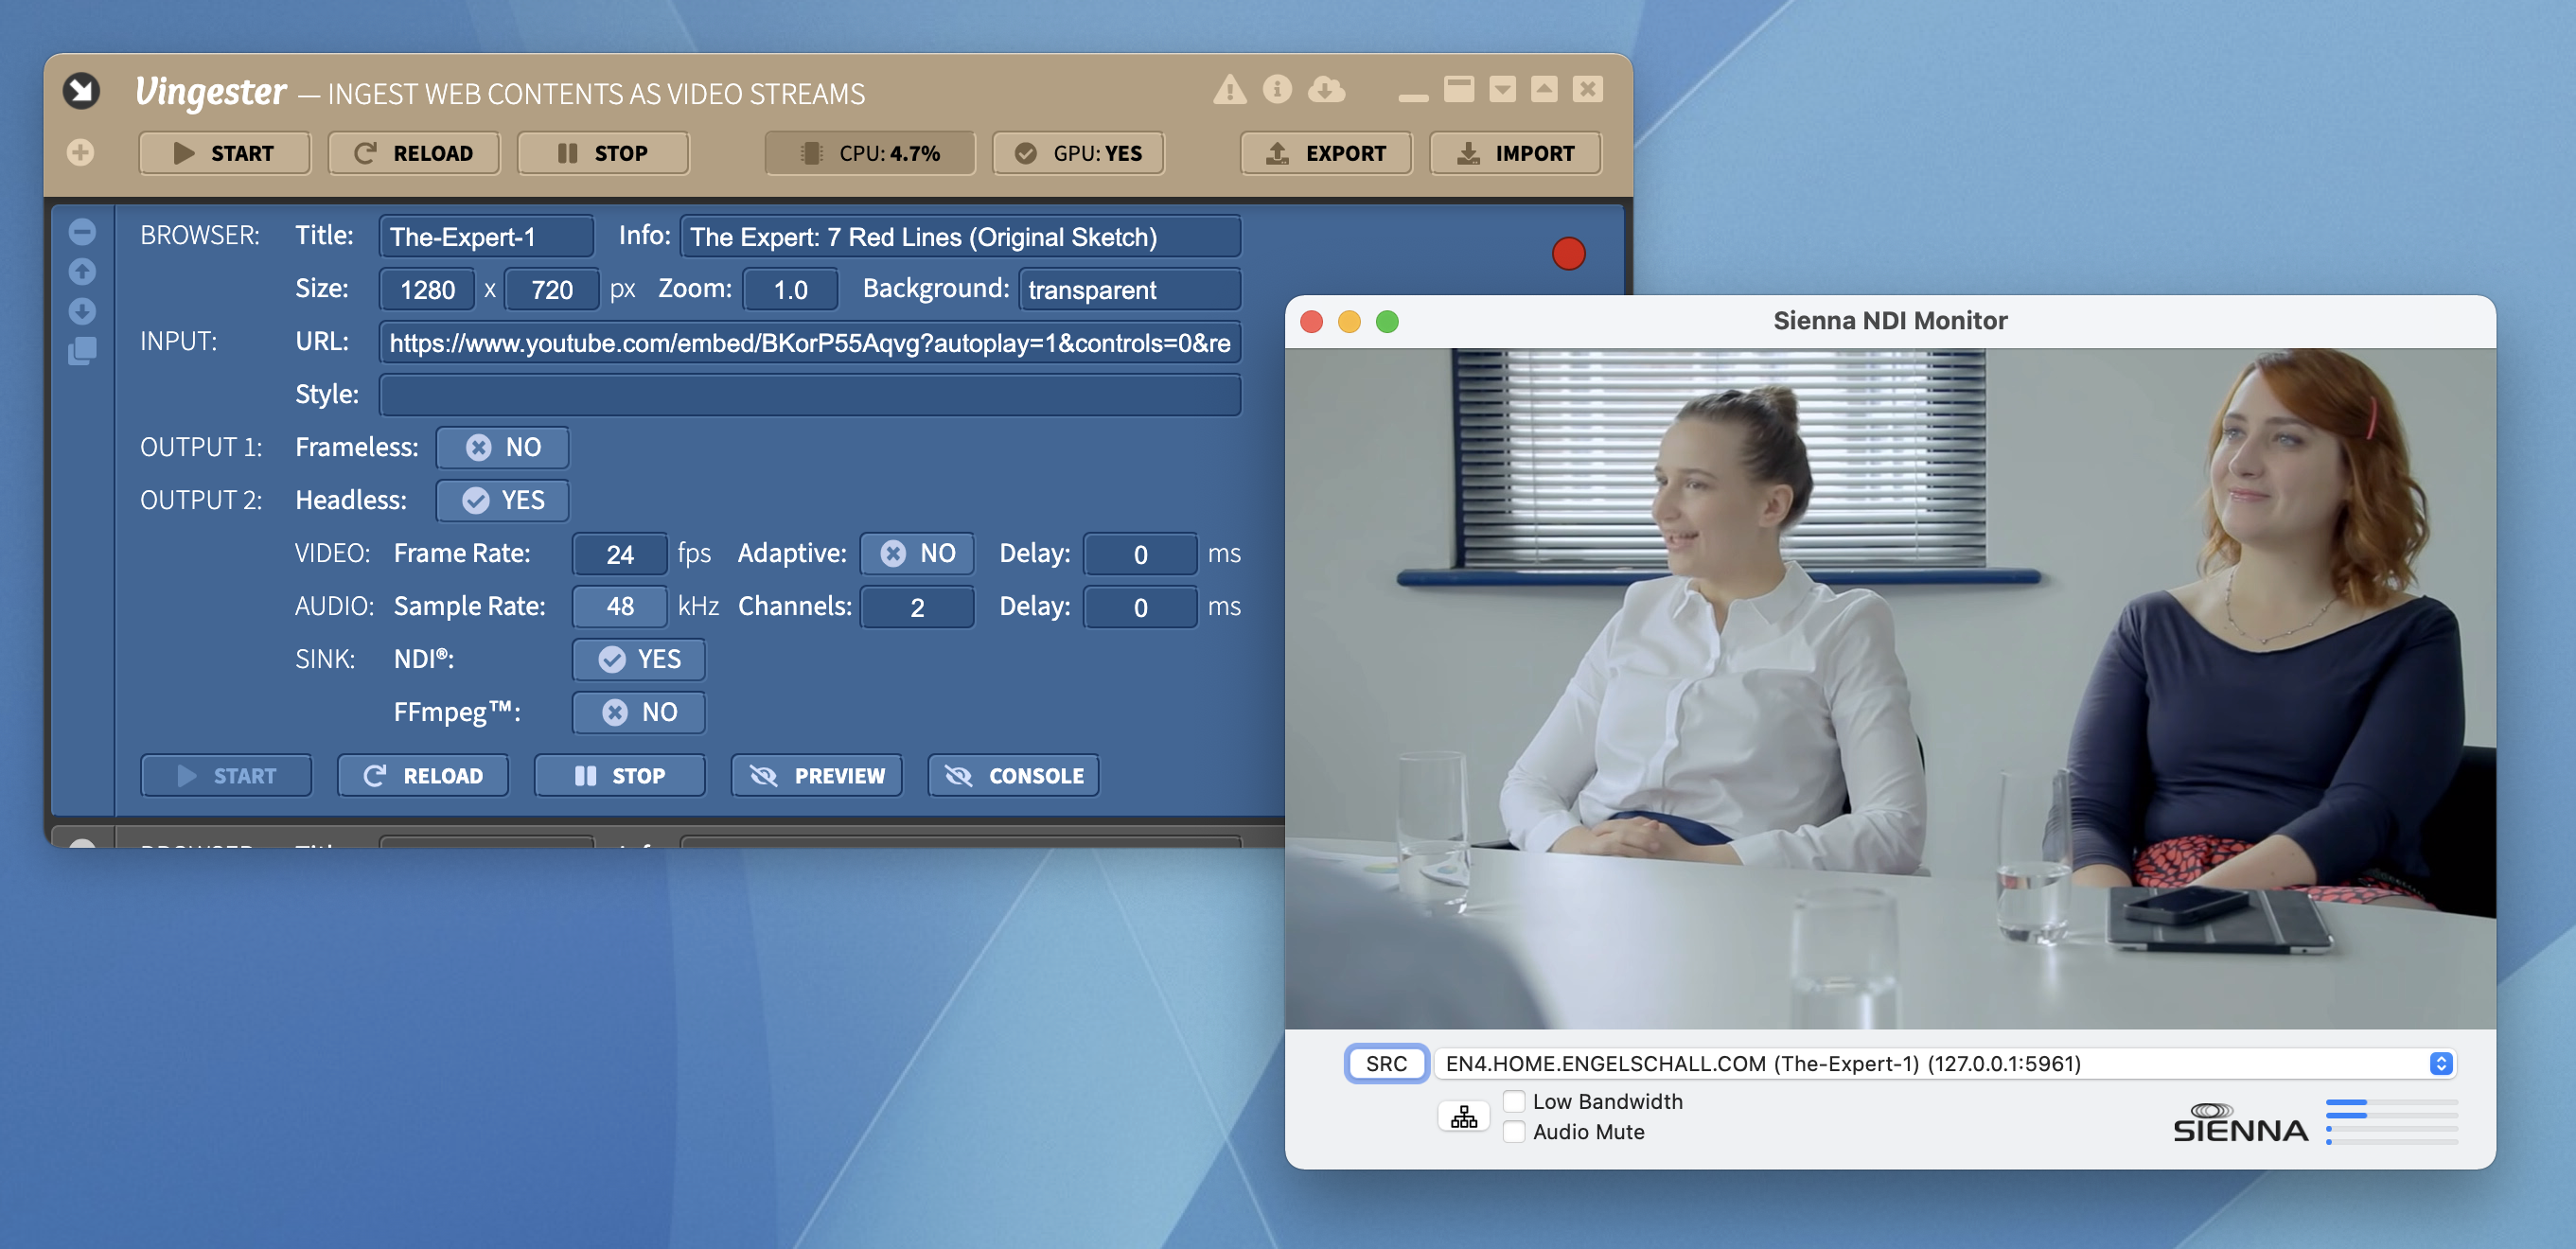 Vingester — INGEST WEB CONTENTS AS VIDEO STREAMS
START RELOAD STOP CPU: 4.7% GPU: YES EXPORT IMPORT
BROWSER: Title: The-Expert-1 Info: The Expert: 7 Red Lines (Original Sketch)
Size: 1280 x 720 px Zoom: 1.0 Background: transparent
INPUT: URL: https://www.youtube.com/embed/BKorP55Aqvg?autoplay=1&controls=0&re
Style:
OUTPUT 1: Frameless: NO
OUTPUT 2: Headless: YES
VIDEO: Frame Rate: 24 fps Adaptive: NO Delay: 0 ms
AUDIO: Sample Rate: 48 kHz Channels: 2 Delay: 0 ms
SINK: NDI®: YES
FFmpeg™: NO
START RELOAD STOP PREVIEW CONSOLE
Sienna NDI Monitor
SRC EN4.HOME.ENGELSCHALL.COM (The-Expert-1) (127.0.0.1:5961)
Low Bandwidth
Audio Mute
SIENNA